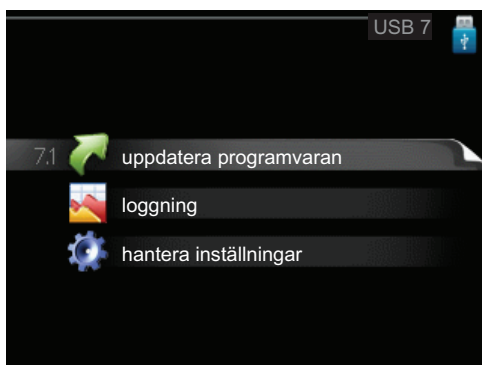 USB 7
7.1 uppdatera programvaran
loggning
hantera inställningar